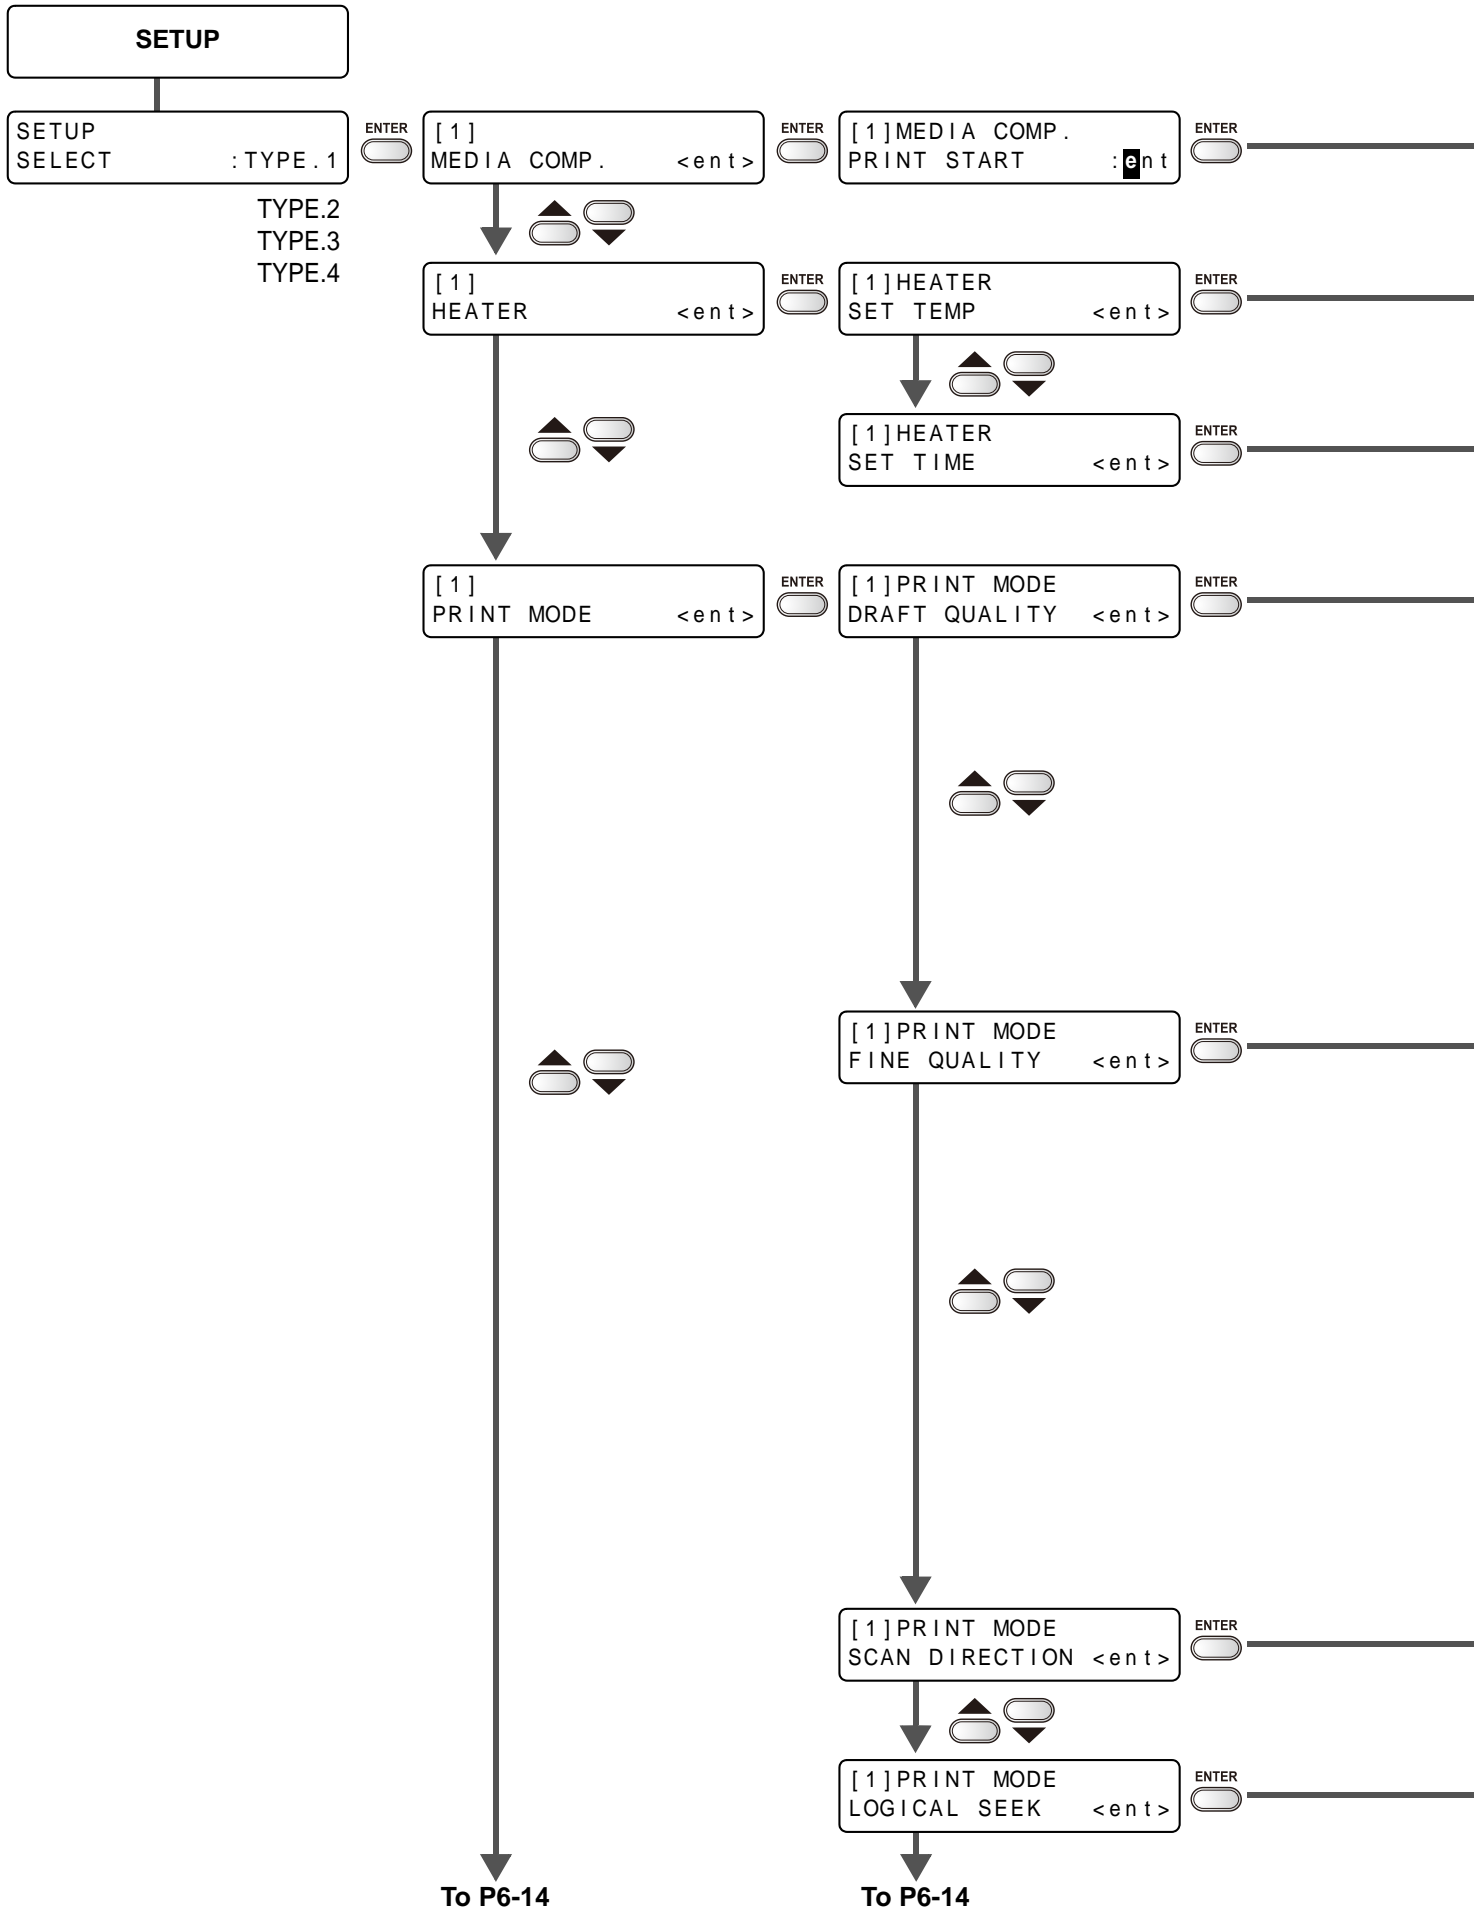 SETUP
SETUP
SELECT :TYPE.1
TYPE.2
TYPE.3
TYPE.4
ENTER
[1]
MEDIA COMP. <ent>
ENTER
[1]MEDIA COMP.
PRINT START :ent
ENTER
[1]
HEATER <ent>
ENTER
[1]HEATER
SET TEMP <ent>
ENTER
[1]HEATER
SET TIME <ent>
ENTER
[1]
PRINT MODE <ent>
ENTER
[1]PRINT MODE
DRAFT QUALITY <ent>
ENTER
[1]PRINT MODE
FINE QUALITY <ent>
ENTER
[1]PRINT MODE
SCAN DIRECTION <ent>
ENTER
[1]PRINT MODE
LOGICAL SEEK <ent>
ENTER
To P6-14
To P6-14